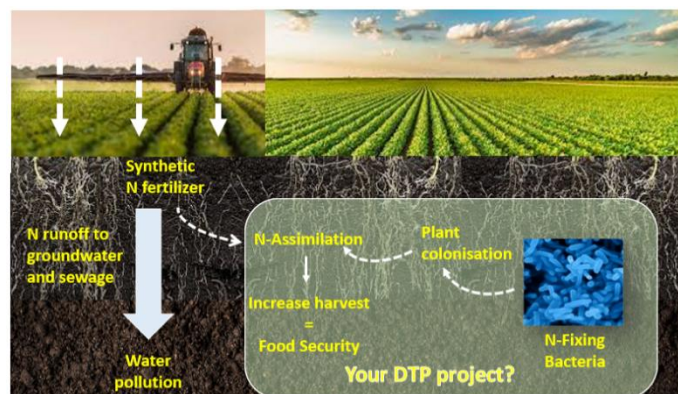 Synthetic
N fertilizer
N runoff to
groundwater
and sewage
Water
pollution
N-Assimilation
Increase harvest
=
Food Security
Plant
colonisation
N-Fixing
Bacteria
Your DTP project?